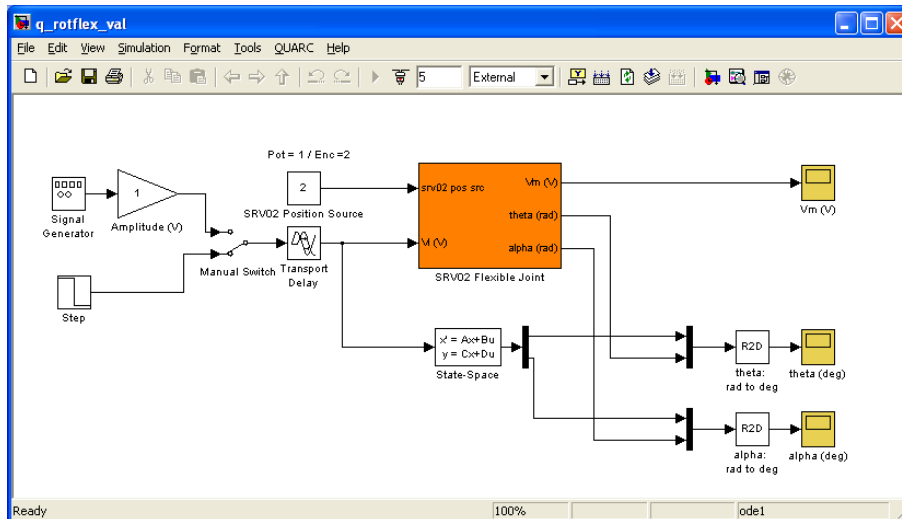 q_rotflex_val
File Edit View Simulation Format Tools QUARC Help
5 External
Pot = 1 / Enc =2
Signal Generator
1
Amplitude (V)
2
SRV02 Position Source
Manual Switch
Transport Delay
Step
srv02 pos src
Vi (V)
Vm (V)
theta (rad)
alpha (rad)
SRV02 Flexible Joint
Vm (V)
x' = Ax+Bu
y = Cx+Du
State-Space
R2D
theta:
rad to deg
theta (deg)
R2D
alpha:
rad to deg
alpha (deg)
Ready 100% ode1